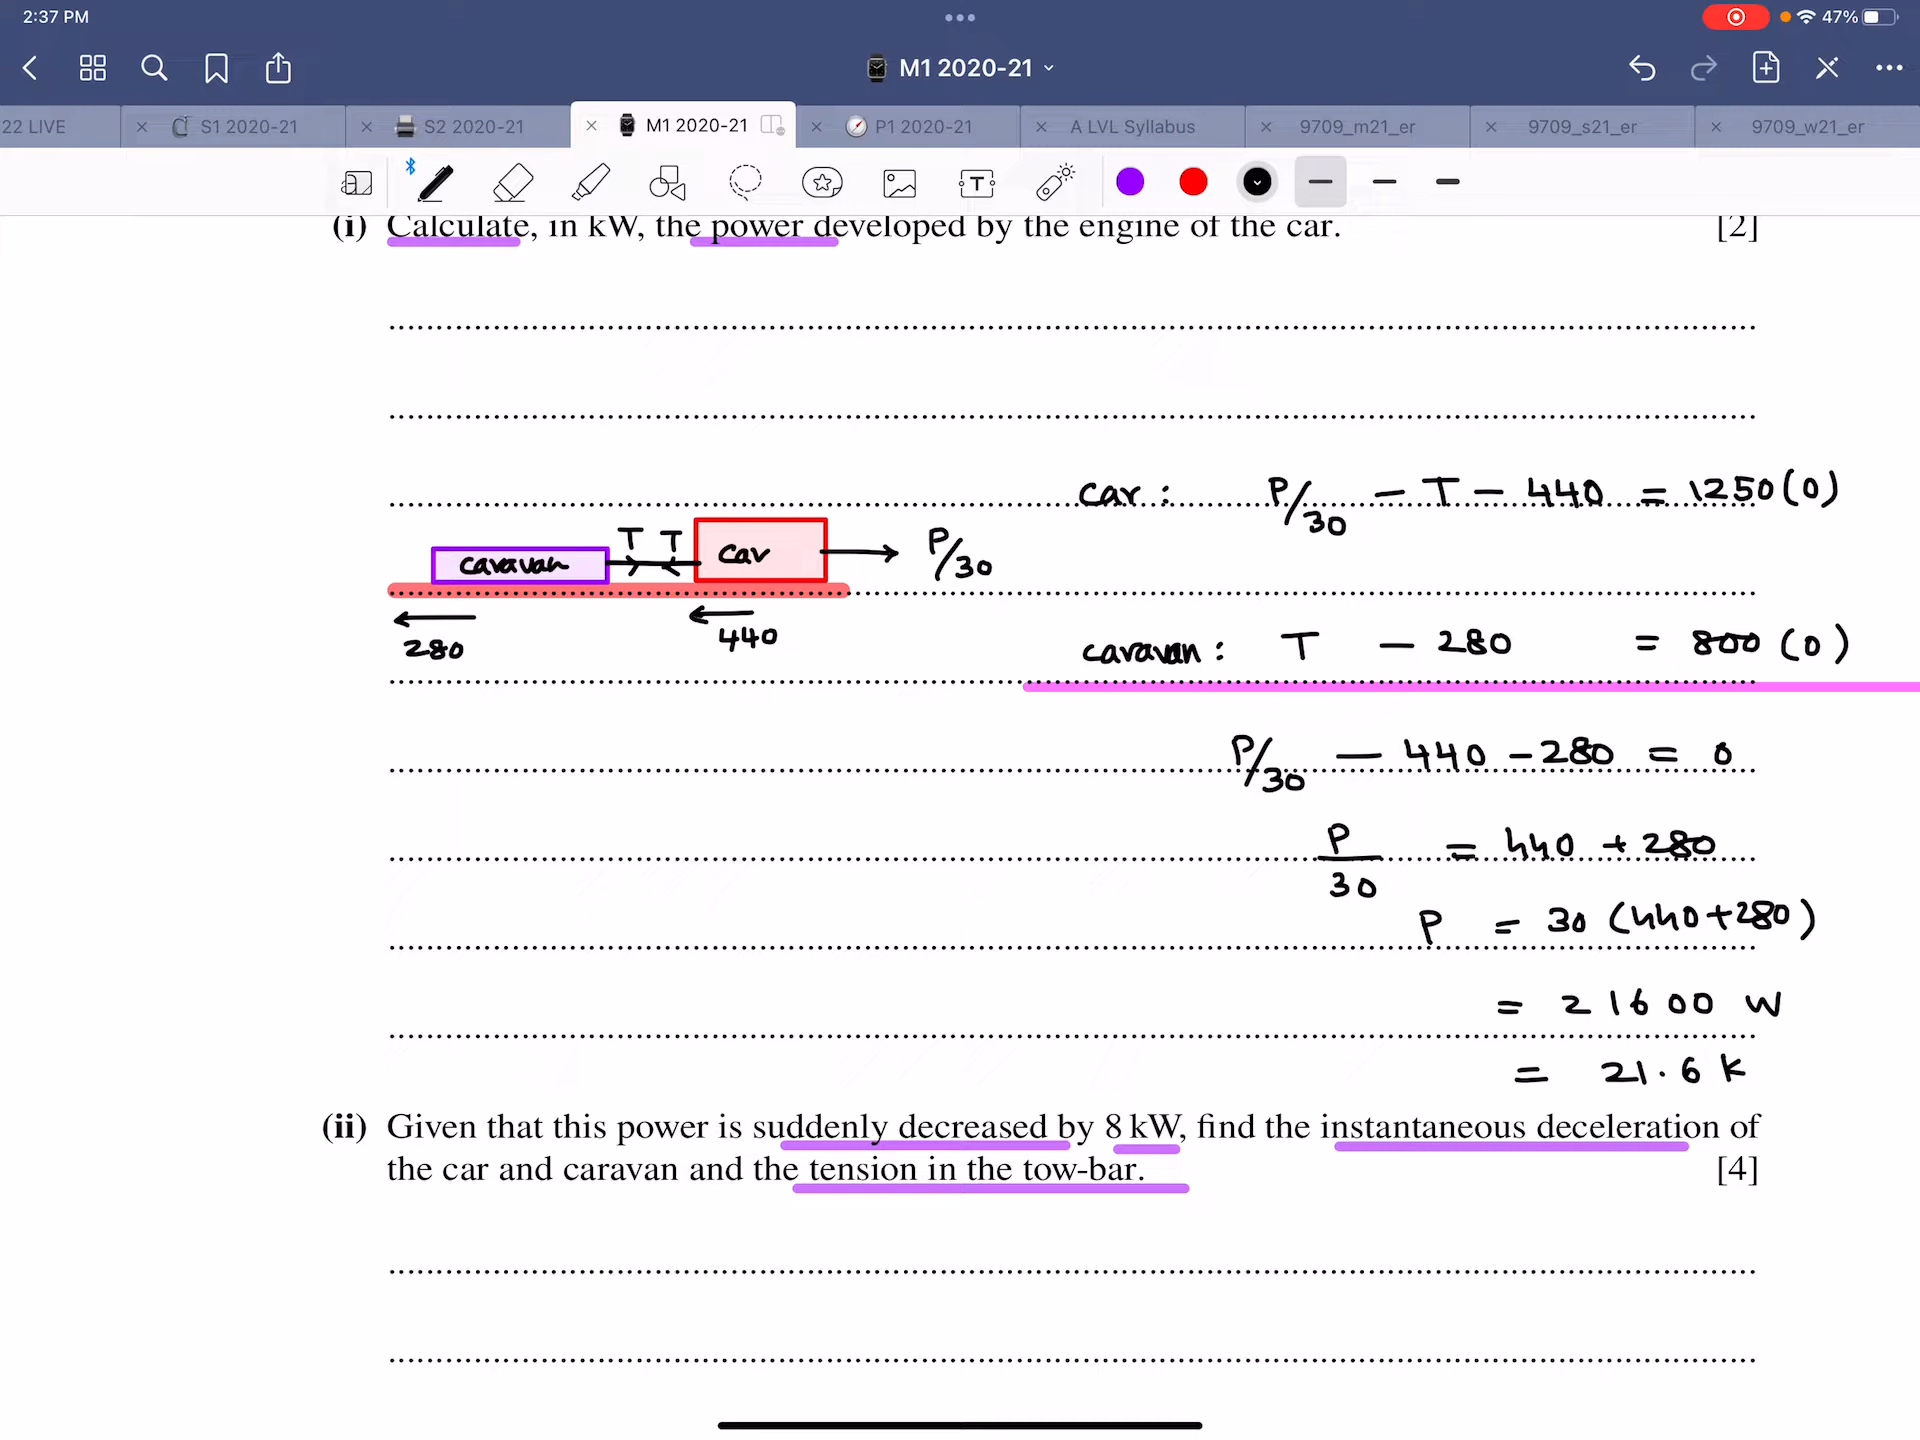 2:37 PM
47%
M1 2020-21
22 LIVE
S1 2020-21
S2 2020-21
M1 2020-21
P1 2020-21
A LVL Syllabus
9709_m21_er
9709_s21_er
9709_w21_er
(i) Calculate, in kW, the power developed by the engine of the car. [2]
car : P/30 - T - 440 = 1250(0)
caravan T T car P/30
280 440
caravan : T - 280 = 800 (0)
P/30 - 440 - 280 = 0
P/30 = 440 + 280
P = 30 (440+280)
= 21600 W
= 21.6 k
(ii) Given that this power is suddenly decreased by 8 kW, find the instantaneous deceleration of
the car and caravan and the tension in the tow-bar. [4]